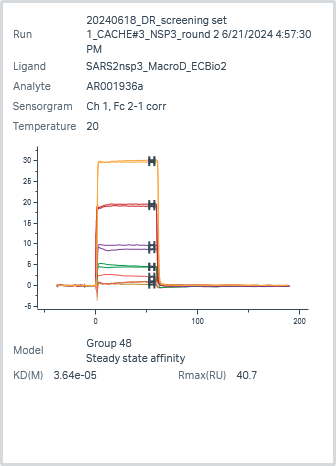 Run 20240618_DR_screening set
1_CACHE#3_NSP3_round 2 6/21/2024 4:57:30
PM
Ligand SARS2nsp3_MacroD_ECBio2
Analyte AR001936a
Sensorgram Ch 1, Fc 2-1 corr
Temperature 20
30
25
20
15
10
5
0
-5
0 100 200
Model Group 48
Steady state affinity
KD(M) 3.64e-05 Rmax(RU) 40.7